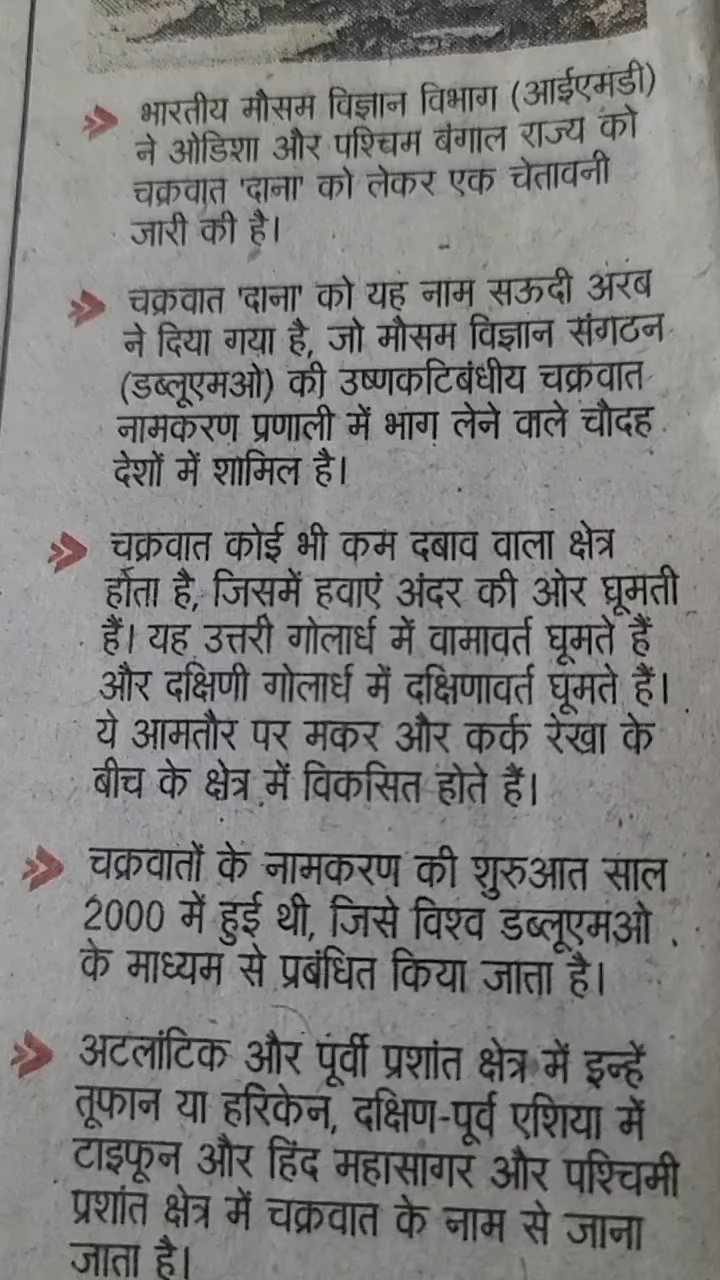 भारतीय मौसम विज्ञान विभाग (आईएमडी)
ने ओडिशा और पश्चिम बंगाल राज्य को
चक्रवात 'दाना' को लेकर एक चेतावनी
जारी की है।
चक्रवात 'दाना' को यह नाम सऊदी अरब
ने दिया गया है, जो मौसम विज्ञान संगटन
(डब्लूएमओ) की उष्णकटिबंधीय चक्रवात
नामकरण प्रणाली में भाग लेने वाले चौदह
देशों में शामिल है।
चक्रवात कोई भी कम दबाव वाला क्षेत्र
होता है, जिसमें हवाएं अंदर की ओर घूमती
हैं। यह उत्तरी गोलार्ध में वामावर्त घूमते हैं
और दक्षिणी गोलार्ध में दक्षिणावर्त घूमते हैं।
ये आमतौर पर मकर और कर्क रेखा के
बीच के क्षेत्र में विकसित होते हैं।
चक्रवातों के नामकरण की शुरुआत साल
2000 में हुई थी, जिसे विश्व डब्लूएमओ
के माध्यम से प्रबंधित किया जाता है।
अटलांटिक और पूर्वी प्रशांत क्षेत्र में इन्हें
तूफान या हरिकेन, दक्षिण-पूर्व एशिया में
टाइफून और हिंद महासागर और पश्चिमी
प्रशांत क्षेत्र में चक्रवात के नाम से जाना
जाता है।